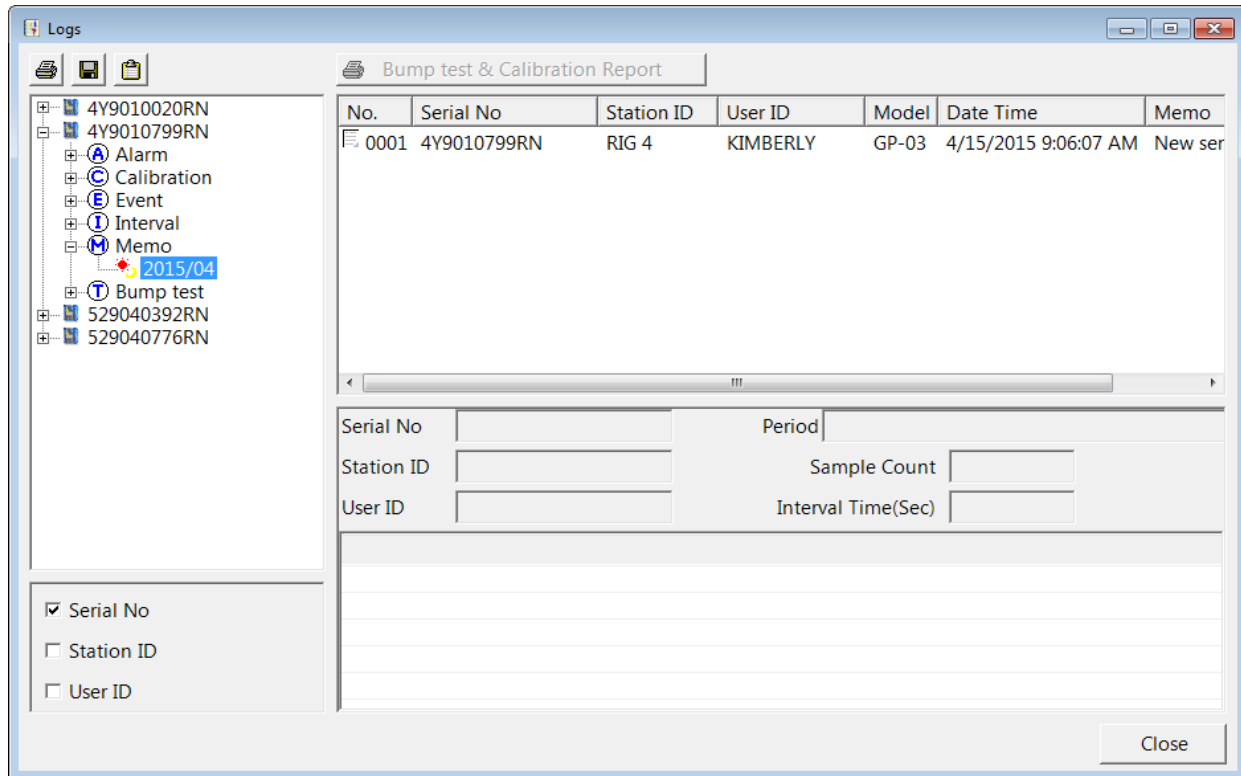 Logs
Bump test & Calibration Report
4Y9010020RN
4Y9010799RN
A Alarm
C Calibration
E Event
I Interval
M Memo
2015/04
T Bump test
529040392RN
529040776RN
No. Serial No Station ID User ID Model Date Time Memo
0001 4Y9010799RN RIG 4 KIMBERLY GP-03 4/15/2015 9:06:07 AM New ser
Serial No Period
Station ID Sample Count
User ID Interval Time(Sec)
Serial No
Station ID
User ID
Close